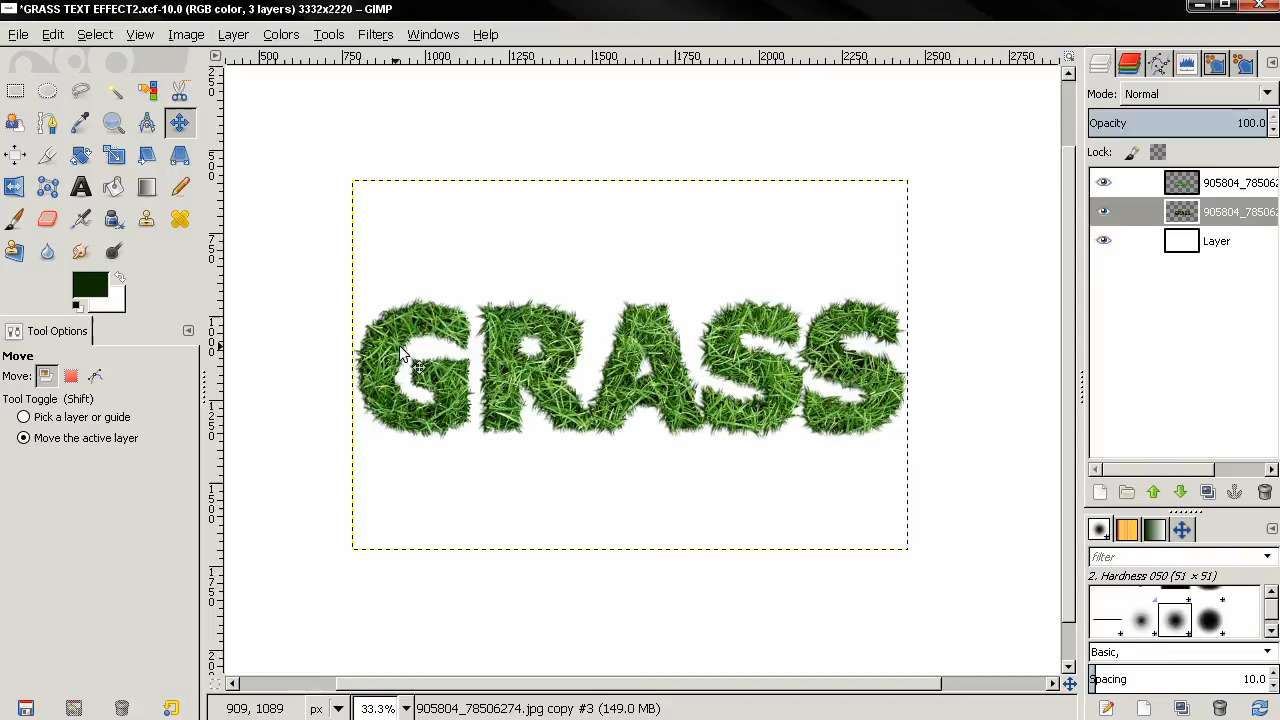 *GRASS TEXT EFFECT2.xcf-10.0 (RGB color, 3 layers) 3332x2220 – GIMP
File Edit Select View Image Layer Colors Tools Filters Windows Help
500 750 1000 1250 1500 1750 2000 2250 2500 2750
Mode: Normal
Opacity 100.0
Lock:
905804_78506
905804_78506
Layer
GRASS
Tool Options
Move
Move:
Tool Toggle (Shift)
Pick a layer or guide
Move the active layer
filter
2. Hardness 050 (51 × 51)
Basic,
Spacing 10.0
909, 1089 px 33.3% 905804_78506274.jpg copy #3 (149.0 MB)